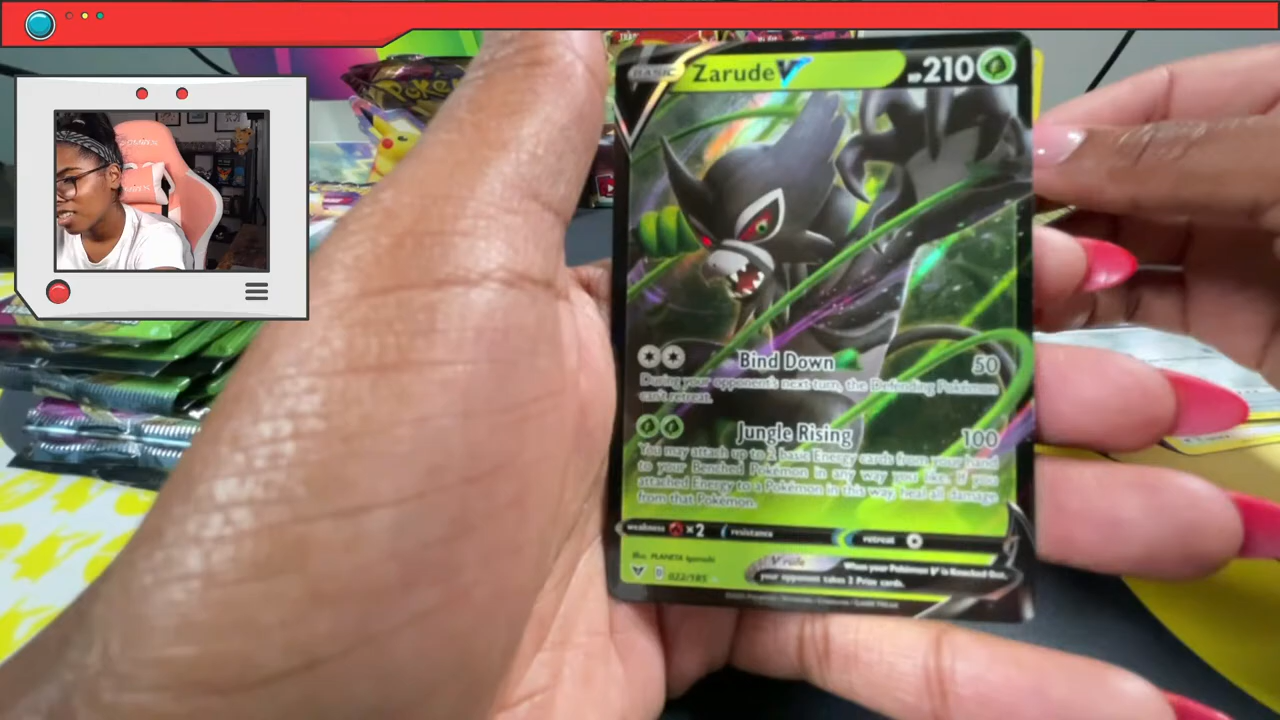 Poké
BASIC
Zarude V
HP 210
Bind Down 50
During your opponent's next turn, the Defending Pokémon
can't retreat.
Jungle Rising 100
You may attach up to 2 basic Energy cards from your hand
to your Benched Pokémon in any way you like. If you
attached Energy to a Pokémon in this way, heal all damage
from that Pokémon.
weakness ×2 resistance retreat
Illus. PLANETA Igarashi
V rule
When your Pokémon V is Knocked Out,
your opponent takes 2 Prize cards.
022/185